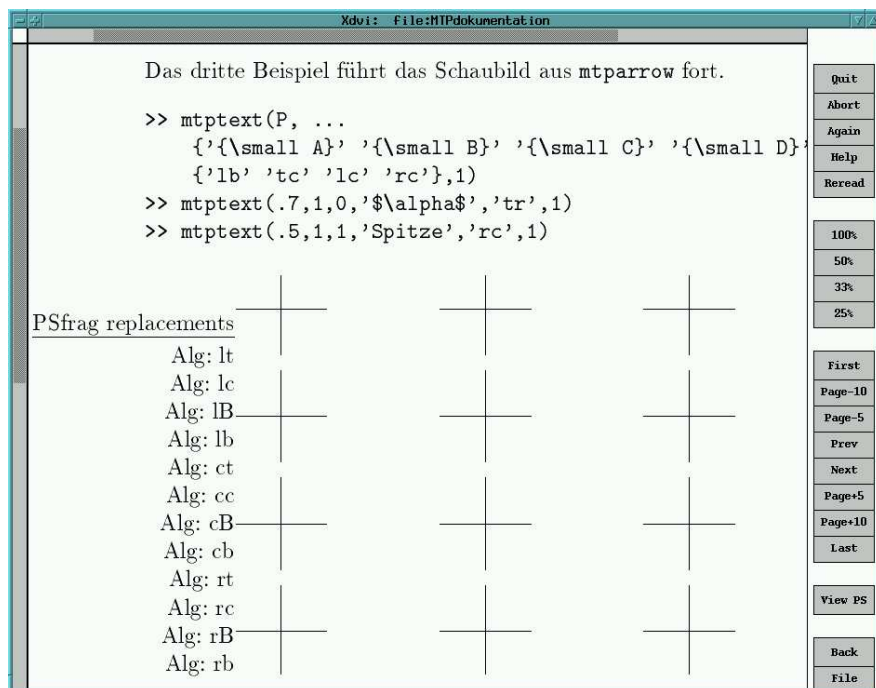 Xdvi: file:MTPdokumentation
Das dritte Beispiel führt das Schaubild aus mtparrow fort.
>> mtptext(P, ...
{'{\small A}' '{\small B}' '{\small C}' '{\small D}'
{'lb' 'tc' 'lc' 'rc'},1)
>> mtptext(.7,1,0,'$\alpha$','tr',1)
>> mtptext(.5,1,1,'Spitze','rc',1)
PSfrag replacements
Alg: lt
Alg: lc
Alg: lB
Alg: lb
Alg: ct
Alg: cc
Alg: cB
Alg: cb
Alg: rt
Alg: rc
Alg: rB
Alg: rb
Quit
Abort
Again
Help
Reread
100%
50%
33%
25%
First
Page-10
Page-5
Prev
Next
Page+5
Page+10
Last
View PS
Back
File